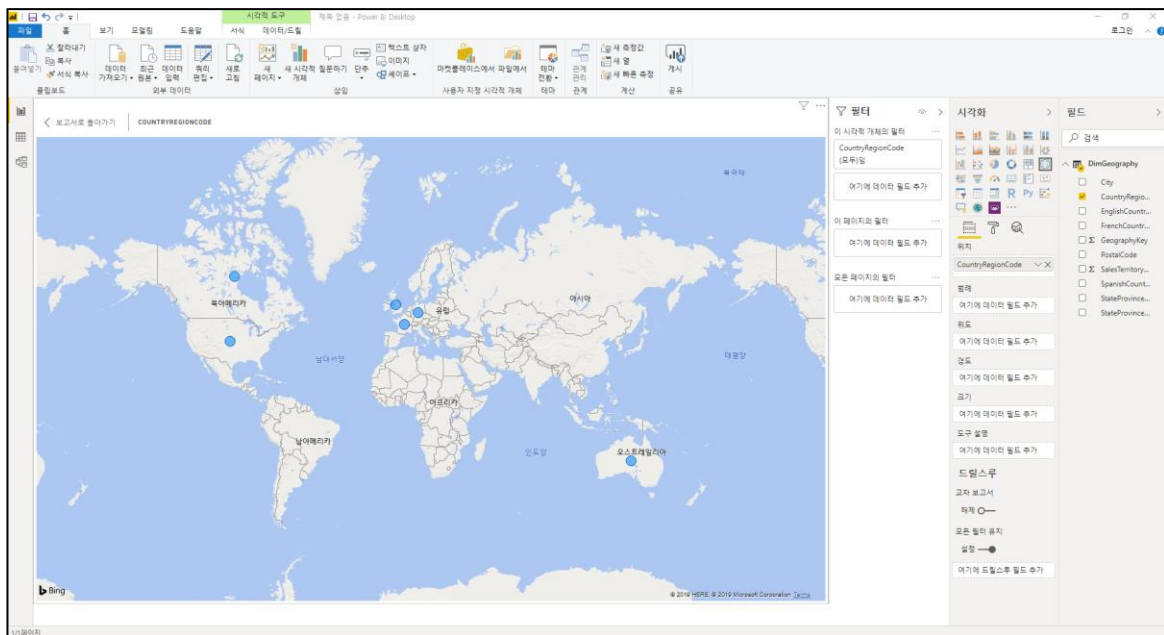 시각적 도구
제목 없음 - Power BI Desktop
파일
홈
보기
모델링
도움말
서식
데이터/드릴
로그인
붙여넣기
잘라내기
복사
서식 복사
클립보드
데이터 가져오기
최근 원본
데이터 입력
쿼리 편집
외부 데이터
새로 고침
새 페이지
새 시각적 개체
질문하기
단추
텍스트 상자
이미지
셰이프
삽입
마켓플레이스에서
파일에서
사용자 지정 시각적 개체
테마 전환
테마
관계 관리
관계
새 측정값
새 열
새 빠른 측정
계산
게시
공유
보고서로 돌아가기
COUNTRYREGIONCODE
북아메리카
유럽
아시아
북아메
북대서양
태평양
아프리카
남아메리카
인도양
오스트레일리아
Bing
© 2019 HERE, © 2019 Microsoft Corporation Terms
필터
이 시각적 개체의 필터
CountryRegionCode
(모두)임
여기에 데이터 필드 추가
이 페이지의 필터
여기에 데이터 필드 추가
모든 페이지의 필터
여기에 데이터 필드 추가
시각화
R
Py
위치
CountryRegionCode
범례
여기에 데이터 필드 추가
위도
여기에 데이터 필드 추가
경도
여기에 데이터 필드 추가
크기
여기에 데이터 필드 추가
도구 설명
여기에 데이터 필드 추가
드릴스루
교차 보고서
해제
모든 필터 유지
설정
여기에 드릴스루 필드 추가
필드
검색
DimGeography
City
CountryRegio...
EnglishCountr...
FrenchCountr...
Σ GeographyKey
PostalCode
Σ SalesTerritory...
SpanishCount...
StateProvince...
StateProvince...
1/1페이지